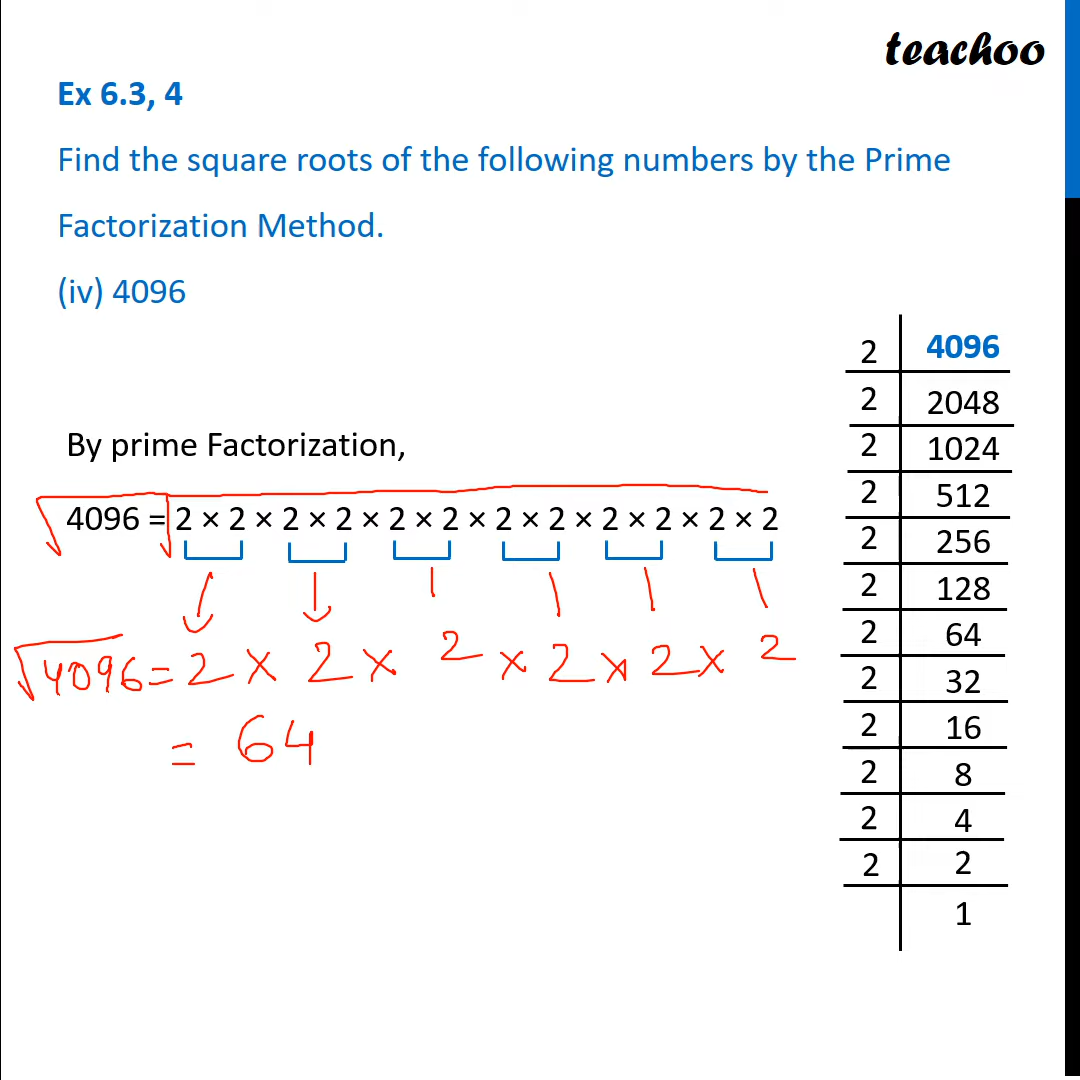 teachoo
Ex 6.3, 4
Find the square roots of the following numbers by the Prime
Factorization Method.
(iv) 4096
By prime Factorization,
√4096 = √2 × 2 × 2 × 2 × 2 × 2 × 2 × 2 × 2 × 2 × 2 × 2
√4096 = 2 × 2 × 2 × 2 × 2 × 2
= 64
2 4096
2 2048
2 1024
2 512
2 256
2 128
2 64
2 32
2 16
2 8
2 4
2 2
1